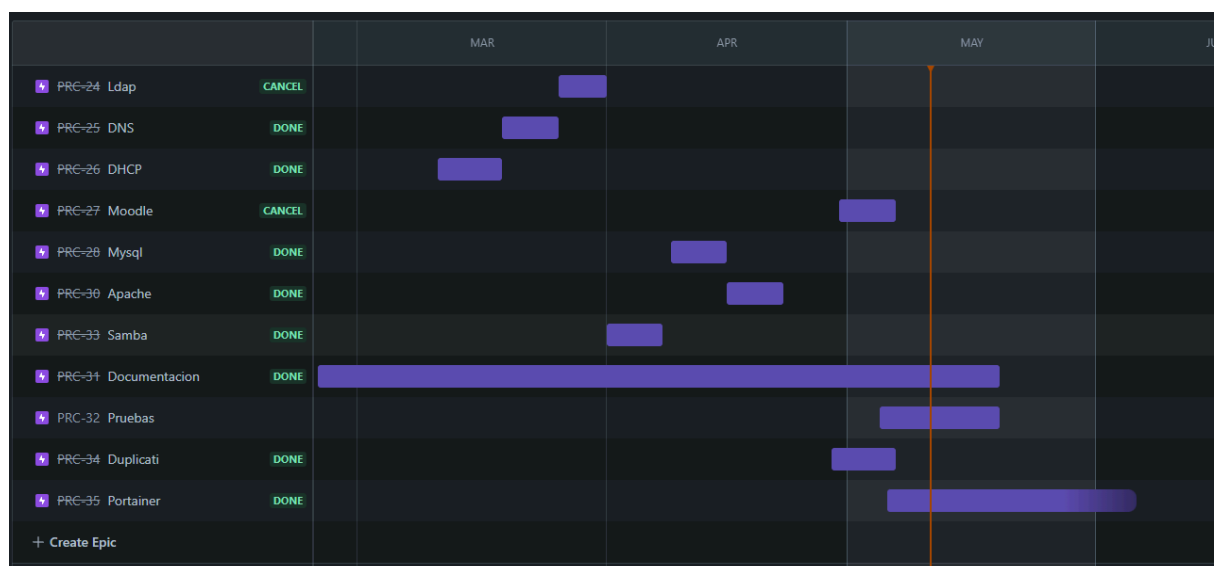 MAR APR MAY JU
PRC-24 Ldap CANCEL
PRC-25 DNS DONE
PRC-26 DHCP DONE
PRC-27 Moodle CANCEL
PRC-28 Mysql DONE
PRC-30 Apache DONE
PRC-33 Samba DONE
PRC-31 Documentacion DONE
PRC-32 Pruebas
PRC-34 Duplicati DONE
PRC-35 Portainer DONE
+ Create Epic